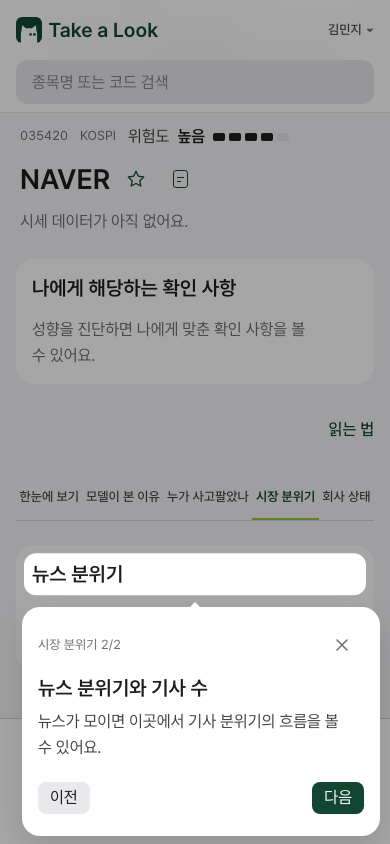 Take a Look
김민지
종목명 또는 코드 검색
035420 KOSPI 위험도 높음
NAVER
시세 데이터가 아직 없어요.
나에게 해당하는 확인 사항
성향을 진단하면 나에게 맞춘 확인 사항을 볼
수 있어요.
읽는 법
한눈에 보기 모델이 본 이유 누가 사고팔았나 시장 분위기 회사 상태
뉴스 분위기
시장 분위기 2/2
뉴스 분위기와 기사 수
뉴스가 모이면 이곳에서 기사 분위기의 흐름을 볼
수 있어요.
이전 다음